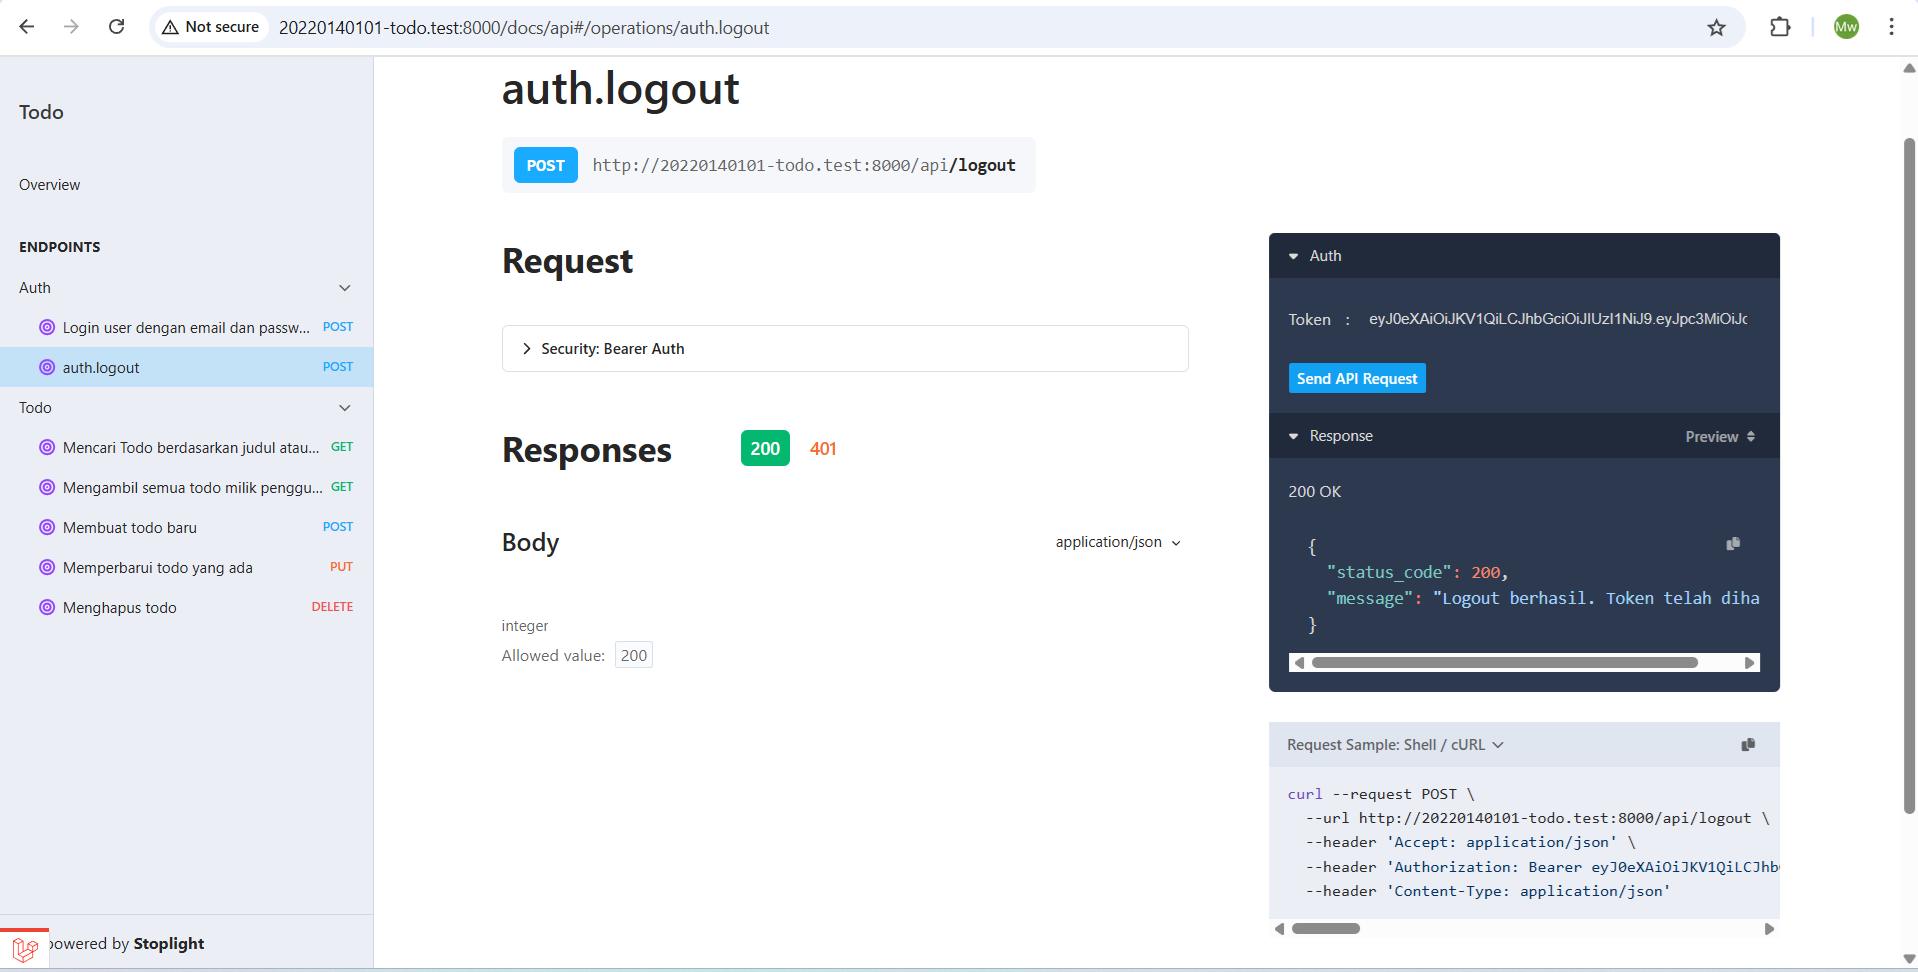 Not secure
20220140101-todo.test:8000/docs/api#/operations/auth.logout
Mw
Todo
Overview
ENDPOINTS
Auth
Login user dengan email dan passw... POST
auth.logout POST
Todo
Mencari Todo berdasarkan judul atau... GET
Mengambil semua todo milik penggu... GET
Membuat todo baru POST
Memperbarui todo yang ada PUT
Menghapus todo DELETE
powered by Stoplight
auth.logout
POST http://20220140101-todo.test:8000/api/logout
Request
Security: Bearer Auth
Responses 200 401
Body application/json
integer
Allowed value: 200
Auth
Token : eyJ0eXAiOiJKV1QiLCJhbGciOiJIUzI1NiJ9.eyJpc3MiOiJc
Send API Request
Response Preview
200 OK
{
"status_code": 200,
"message": "Logout berhasil. Token telah diha
}
Request Sample: Shell / cURL
curl --request POST \
--url http://20220140101-todo.test:8000/api/logout \
--header 'Accept: application/json' \
--header 'Authorization: Bearer eyJ0eXAiOiJKV1QiLCJhb
--header 'Content-Type: application/json'